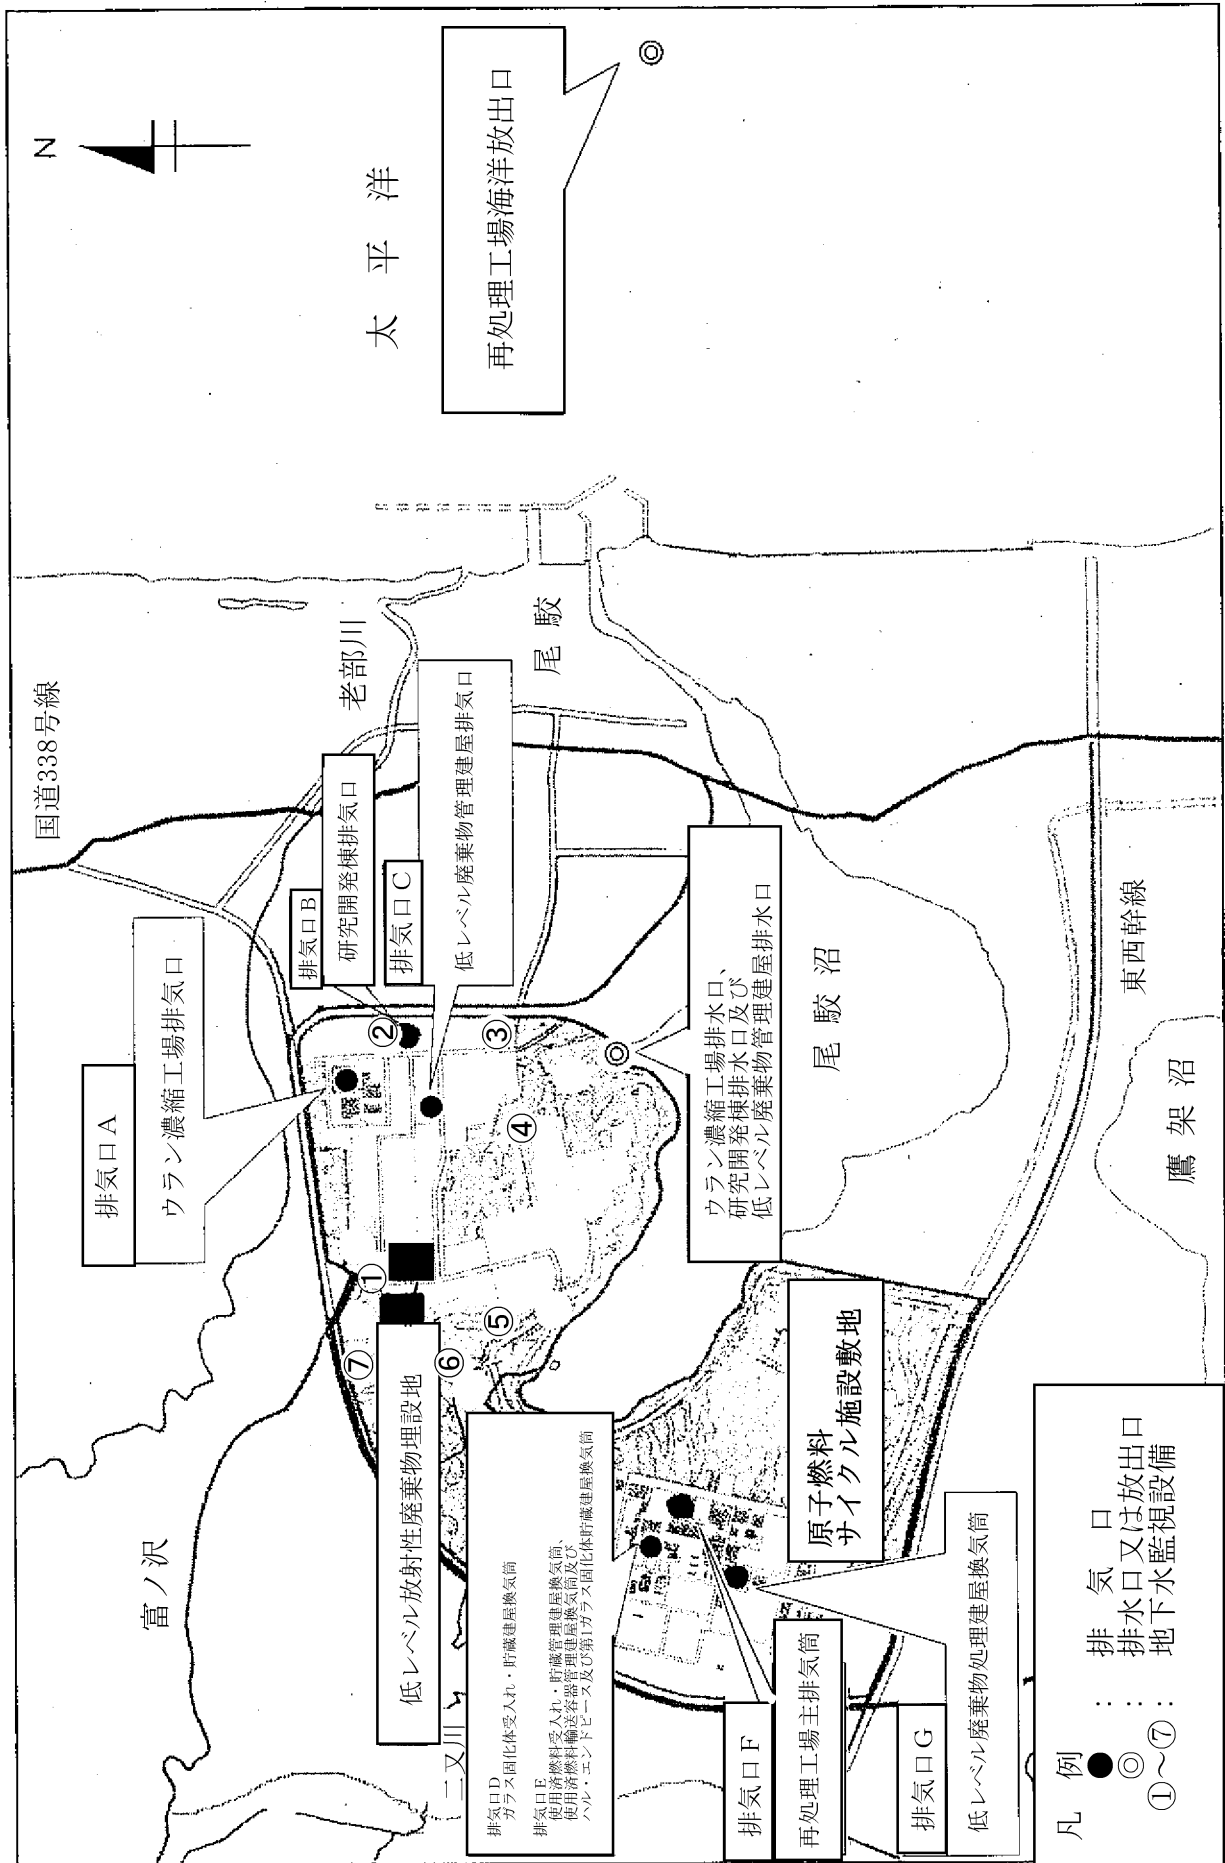 N
太平洋
再処理工場海洋放出口
国道338号線
老部川
尾駮
排気口A
ウラン濃縮工場排気口
排気口B
研究開発棟排気口
排気口C
低レベル廃棄物管理建屋排気口
①
②
③
④
⑤
⑥
⑦
富ノ沢
低レベル放射性廃棄物埋設地
二又川
ウラン濃縮工場排水口、
研究開発棟排水口及び
低レベル廃棄物管理建屋排水口
尾駮沼
東西幹線
鷹架沼
原子燃料
サイクル施設敷地
排気口D
ガラス固化体受入れ・貯蔵建屋換気筒
排気口E
使用済燃料受入れ・貯蔵管理建屋換気筒、
使用済燃料輸送容器管理建屋換気筒及び
ハル・エンドピース及び第1ガラス固化体貯蔵建屋換気筒
排気口F
再処理工場主排気筒
排気口G
低レベル廃棄物処理建屋換気筒
凡例
● : 排気口
◎ : 排水口又は放出口
①~⑦ : 地下水監視設備